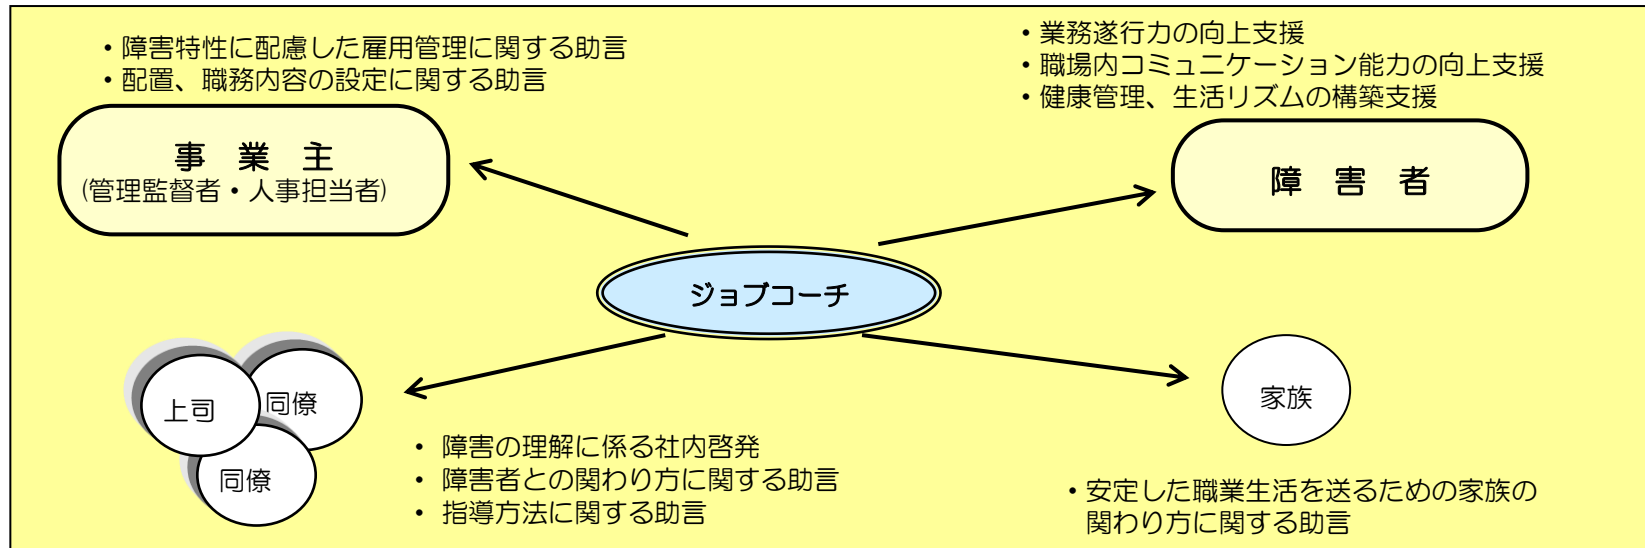 ・障害特性に配慮した雇用管理に関する助言
・配置、職務内容の設定に関する助言
事 業 主
(管理監督者・人事担当者)
・業務遂行力の向上支援
・職場内コミュニケーション能力の向上支援
・健康管理、生活リズムの構築支援
障 害 者
ジョブコーチ
上司
同僚
同僚
・ 障害の理解に係る社内啓発
・ 障害者との関わり方に関する助言
・ 指導方法に関する助言
家族
・安定した職業生活を送るための家族の
関わり方に関する助言